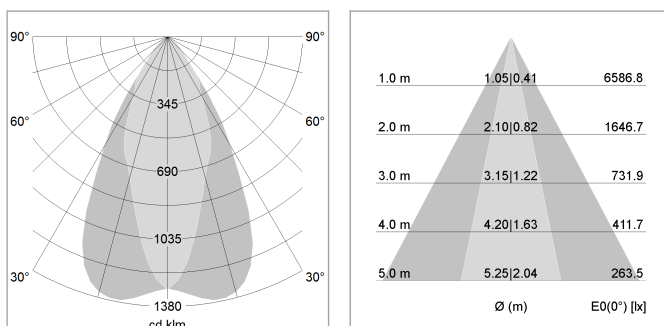 90° 90°
345
60° 60°
690
1035
30° 30°
1380
cd klm
1.0 m 1.05|0.41 6586.8
2.0 m 2.10|0.82 1646.7
3.0 m 3.15|1.22 731.9
4.0 m 4.20|1.63 411.7
5.0 m 5.25|2.04 263.5
Ø (m) E0(0°) [lx]